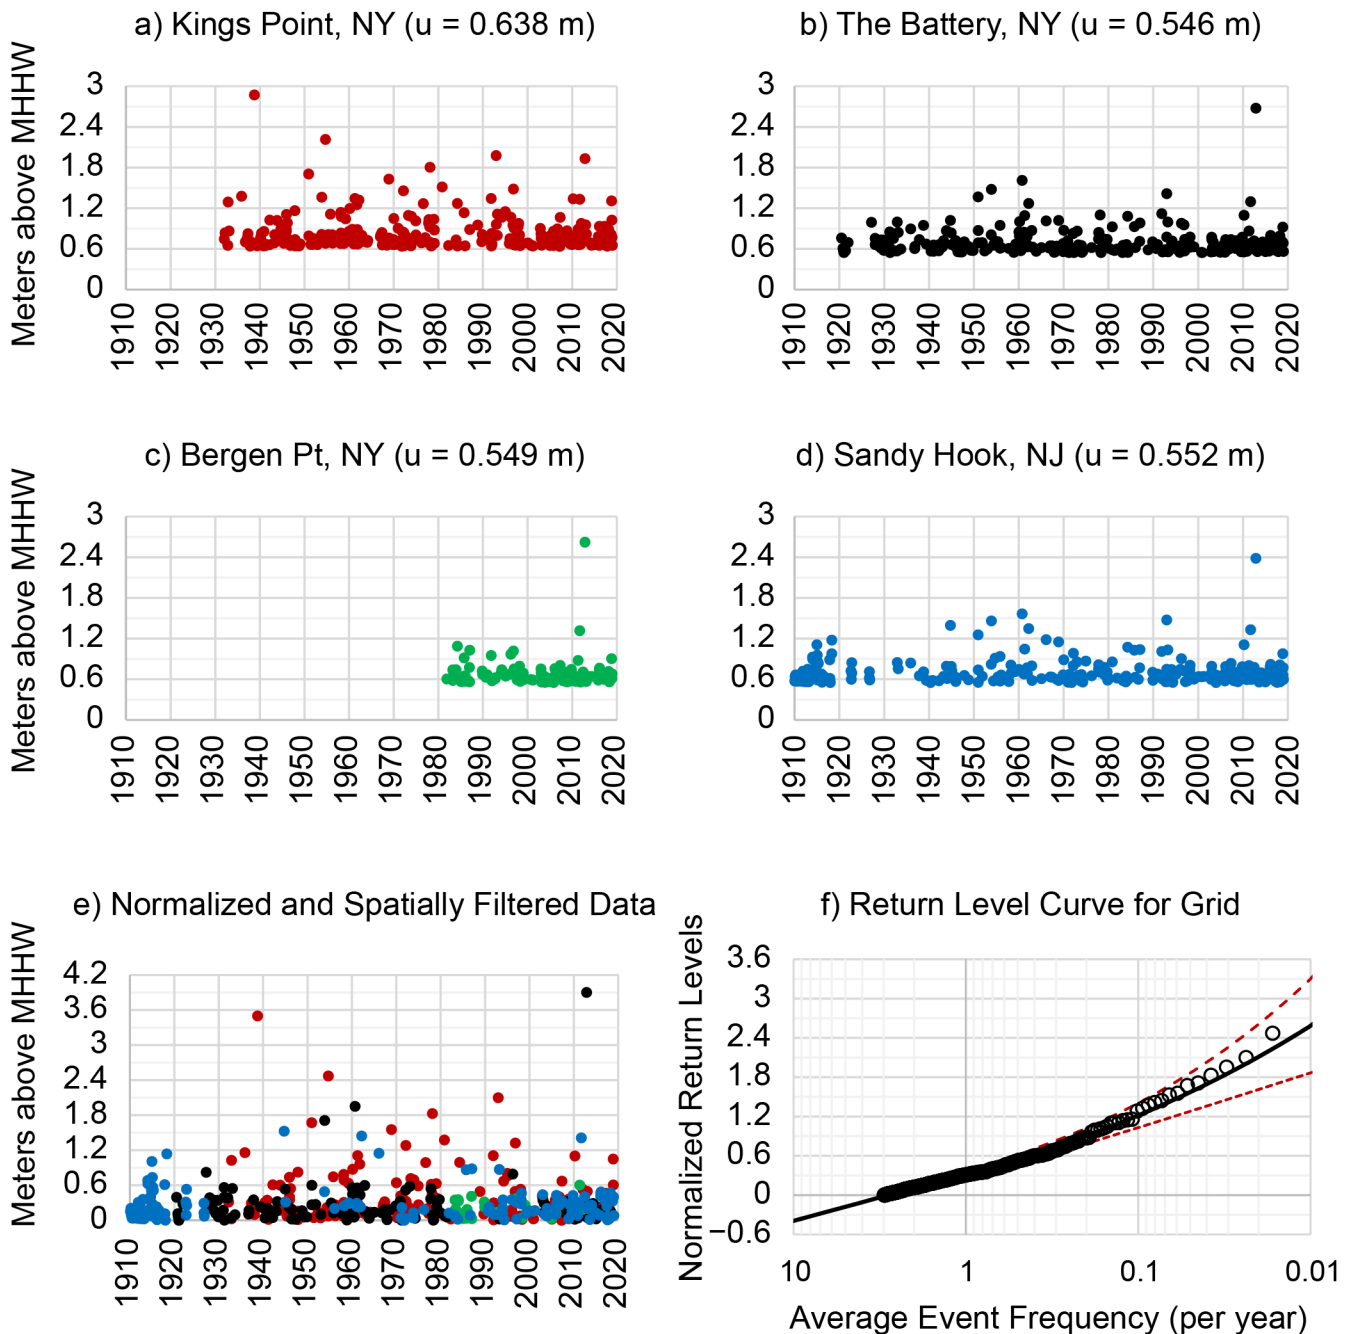 a) Kings Point, NY (u = 0.638 m)
Meters above MHHW
3
2.4
1.8
1.2
0.6
0
1910 1920 1930 1940 1950 1960 1970 1980 1990 2000 2010 2020
b) The Battery, NY (u = 0.546 m)
3
2.4
1.8
1.2
0.6
0
1910 1920 1930 1940 1950 1960 1970 1980 1990 2000 2010 2020
c) Bergen Pt, NY (u = 0.549 m)
Meters above MHHW
3
2.4
1.8
1.2
0.6
0
1910 1920 1930 1940 1950 1960 1970 1980 1990 2000 2010 2020
d) Sandy Hook, NJ (u = 0.552 m)
3
2.4
1.8
1.2
0.6
0
1910 1920 1930 1940 1950 1960 1970 1980 1990 2000 2010 2020
e) Normalized and Spatially Filtered Data
Meters above MHHW
4.2
3.6
3
2.4
1.8
1.2
0.6
0
1910 1920 1930 1940 1950 1960 1970 1980 1990 2000 2010 2020
f) Return Level Curve for Grid
Normalized Return Levels
3.6
3
2.4
1.8
1.2
0.6
0
−0.6
10 1 0.1 0.01
Average Event Frequency (per year)